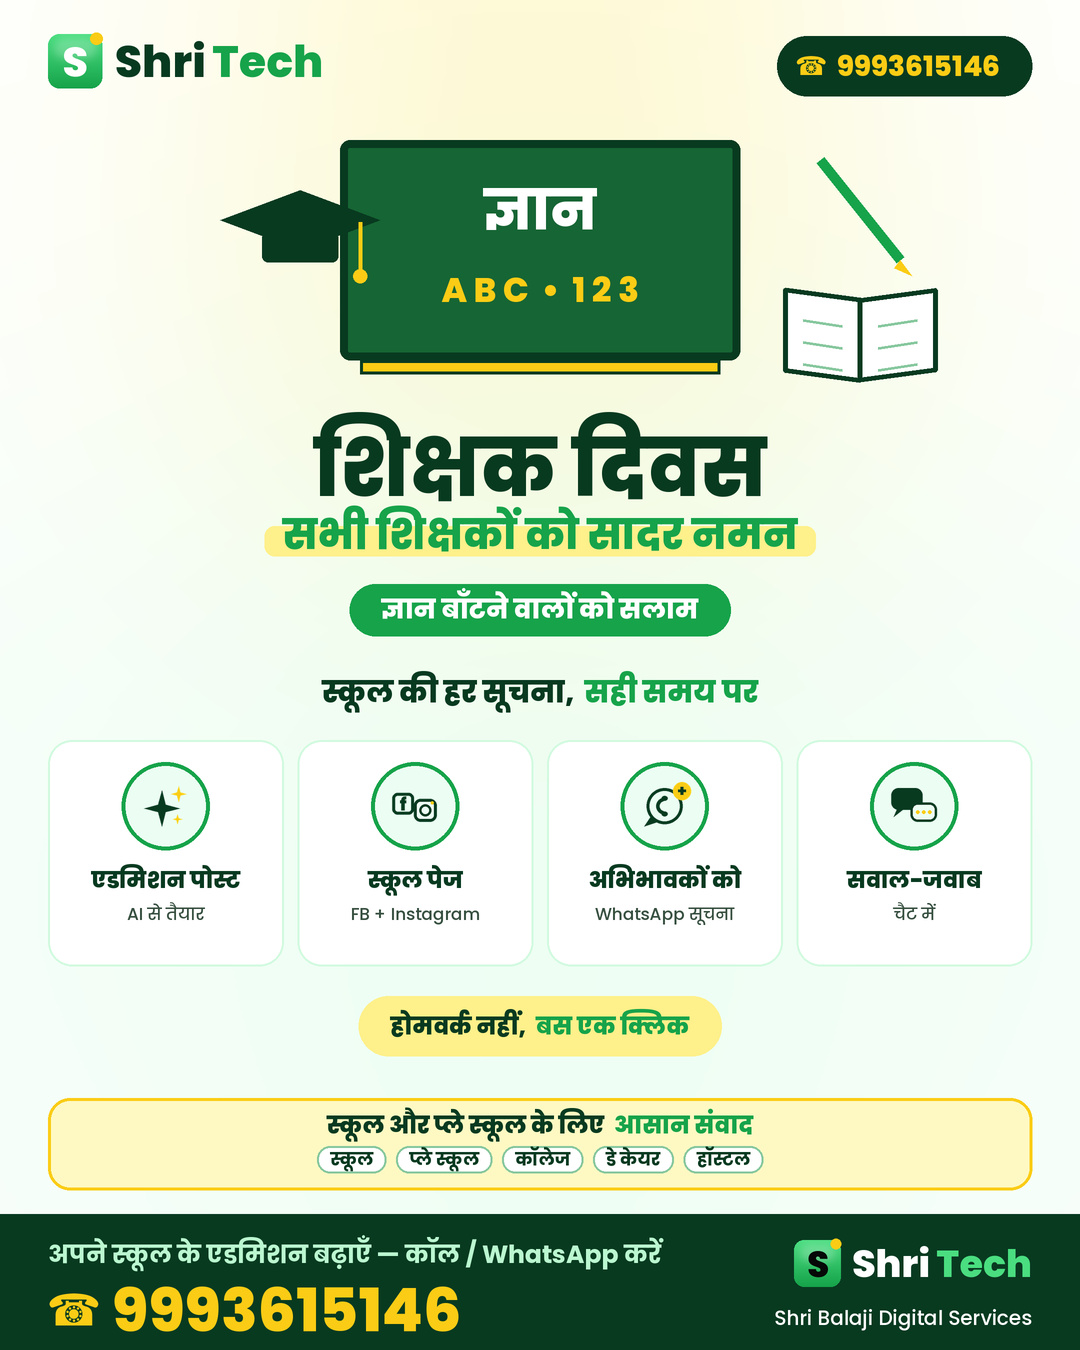 S Shri Tech
☎ 9993615146
ज्ञान
ABC • 123
शिक्षक दिवस
सभी शिक्षकों को सादर नमन
ज्ञान बाँटने वालों को सलाम
स्कूल की हर सूचना, सही समय पर
एडमिशन पोस्ट
AI से तैयार
स्कूल पेज
FB + Instagram
अभिभावकों को
WhatsApp सूचना
सवाल-जवाब
चैट में
होमवर्क नहीं, बस एक क्लिक
स्कूल और प्ले स्कूल के लिए आसान संवाद
स्कूल प्ले स्कूल कॉलेज डे केयर हॉस्टल
अपने स्कूल के एडमिशन बढ़ाएँ — कॉल / WhatsApp करें
☎ 9993615146
S Shri Tech
Shri Balaji Digital Services